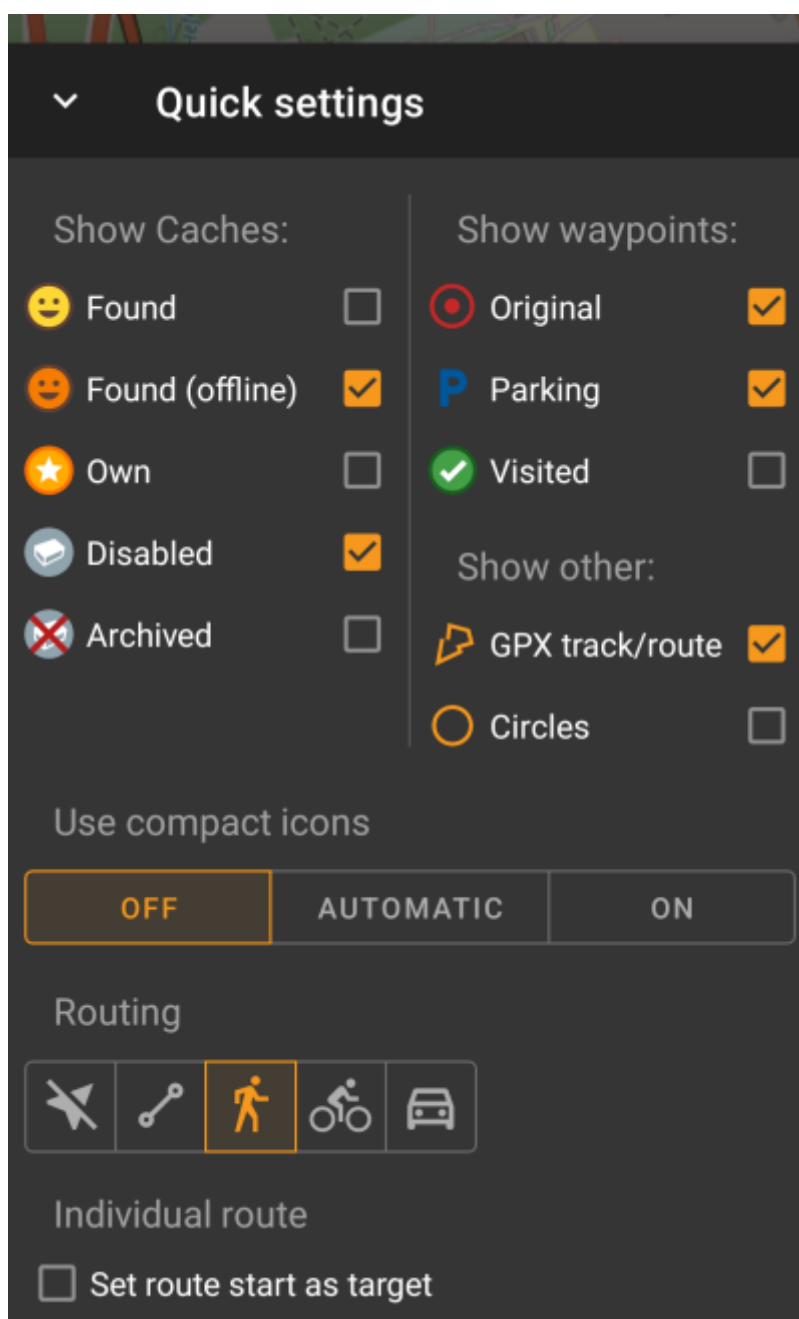 Quick settings
Show Caches:
Found
Found (offline)
Own
Disabled
Archived
Show waypoints:
Original
P Parking
Visited
Show other:
GPX track/route
Circles
Use compact icons
OFF AUTOMATIC ON
Routing
Individual route
Set route start as target